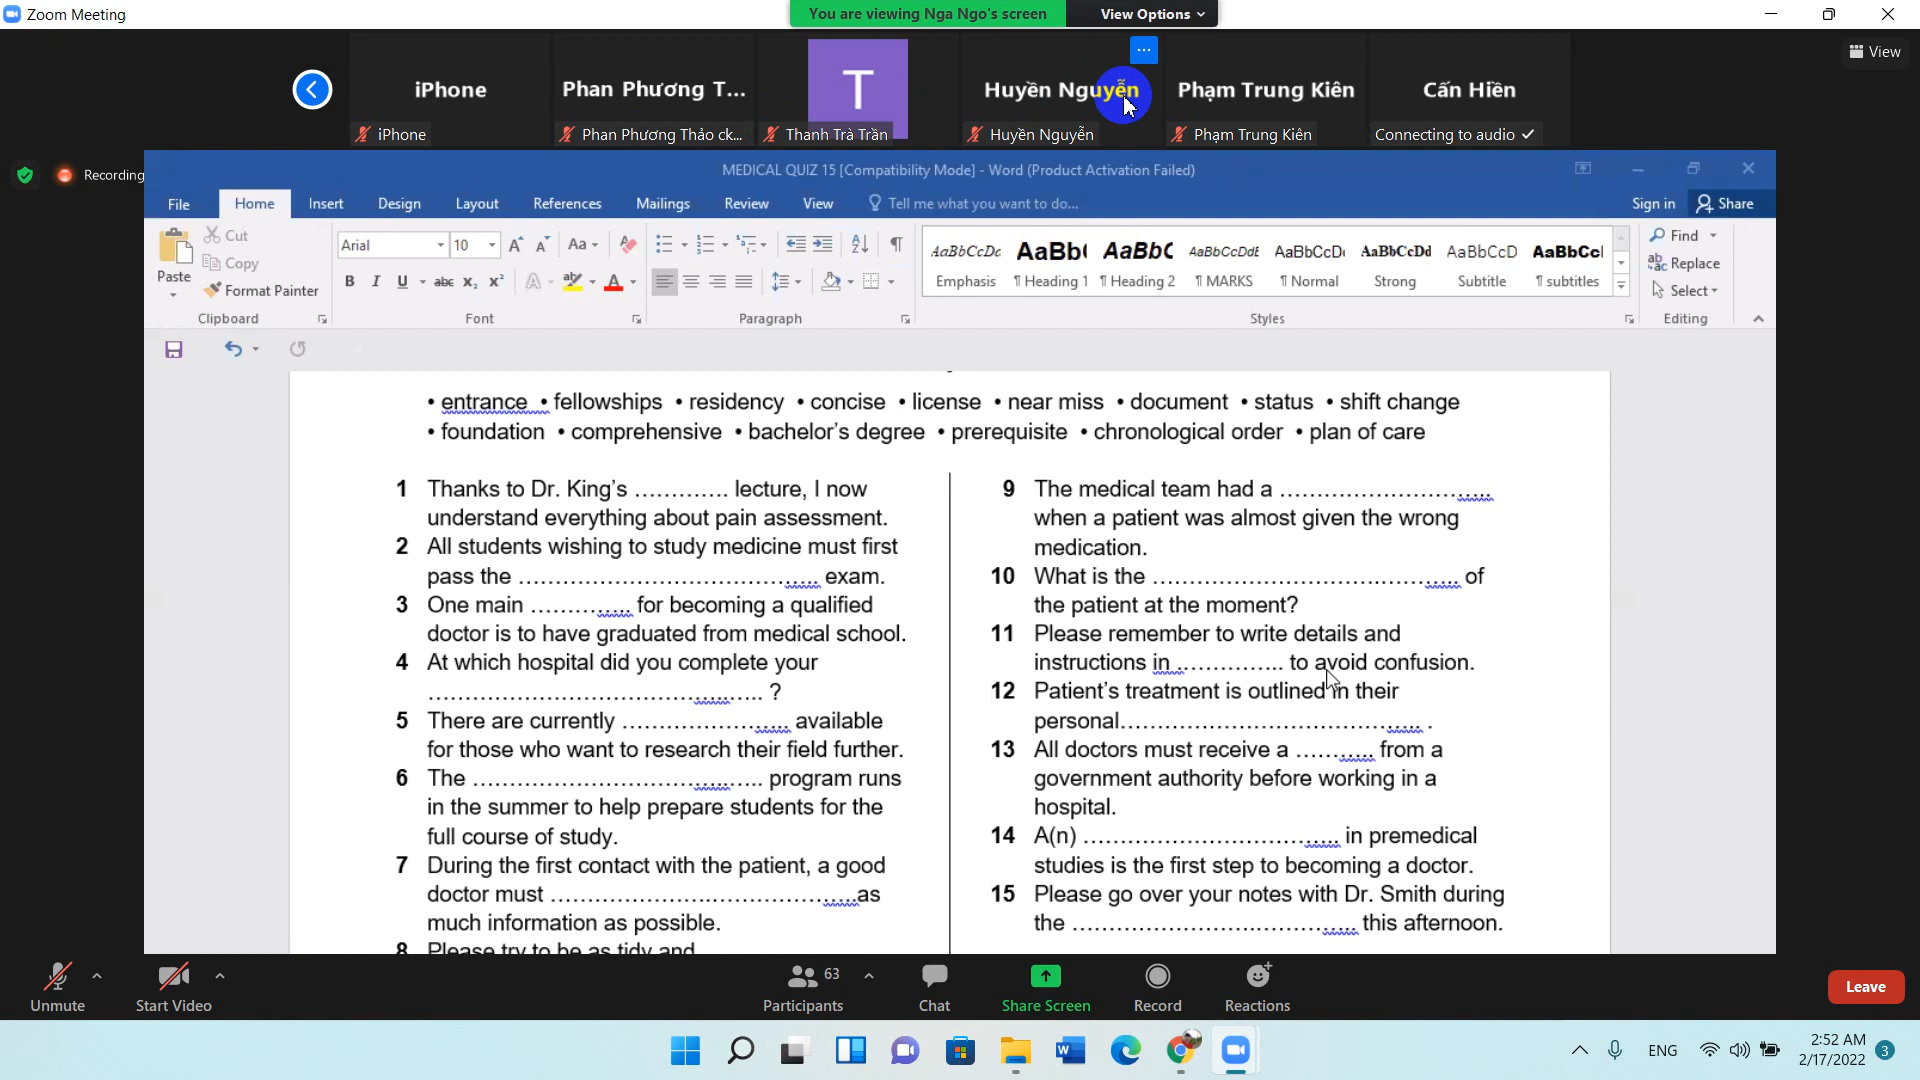 Zoom Meeting
You are viewing Nga Ngo's screen
View Options
View
iPhone
Phan Phương T...
T
Huyền Nguyễn
Phạm Trung Kiên
Cấn Hiền
iPhone
Phan Phương Thảo ck...
Thanh Trà Trần
Huyền Nguyễn
Phạm Trung Kiên
Connecting to audio
Recording
MEDICAL QUIZ 15 [Compatibility Mode] - Word (Product Activation Failed)
File Home Insert Design Layout References Mailings Review View Tell me what you want to do...
Sign in Share
Paste
Cut
Copy
Format Painter
Clipboard
Arial 10
Aa
B I U abc X₂ X²
Font
Paragraph
AaBbCcDc AaBb( AaBbC AaBbCcDdE AaBbCcDı AaBbCcDd AaBbCcD AaBbCcl
Emphasis ¶ Heading 1 ¶ Heading 2 ¶ MARKS ¶ Normal Strong Subtitle ¶ subtitles
Styles
Find
Replace
Select
Editing
• entrance • fellowships • residency • concise • license • near miss • document • status • shift change
• foundation • comprehensive • bachelor's degree • prerequisite • chronological order • plan of care
1 Thanks to Dr. King's ............. lecture, I now
understand everything about pain assessment.
2 All students wishing to study medicine must first
pass the ......................................... exam.
3 One main .............. for becoming a qualified
doctor is to have graduated from medical school.
4 At which hospital did you complete your
.............................................. ?
5 There are currently ....................... available
for those who want to research their field further.
6 The ........................................ program runs
in the summer to help prepare students for the
full course of study.
7 During the first contact with the patient, a good
doctor must ..........................................as
much information as possible.
8 Please try to be as tidy and
9 The medical team had a .............................
when a patient was almost given the wrong
medication.
10 What is the .......................................... of
the patient at the moment?
11 Please remember to write details and
instructions in ............... to avoid confusion.
12 Patient's treatment is outlined in their
personal......................................... .
13 All doctors must receive a ........... from a
government authority before working in a
hospital.
14 A(n) ................................... in premedical
studies is the first step to becoming a doctor.
15 Please go over your notes with Dr. Smith during
the ....................................... this afternoon.
Unmute
Start Video
63
Participants
Chat
Share Screen
Record
Reactions
Leave
ENG
2:52 AM
2/17/2022
3